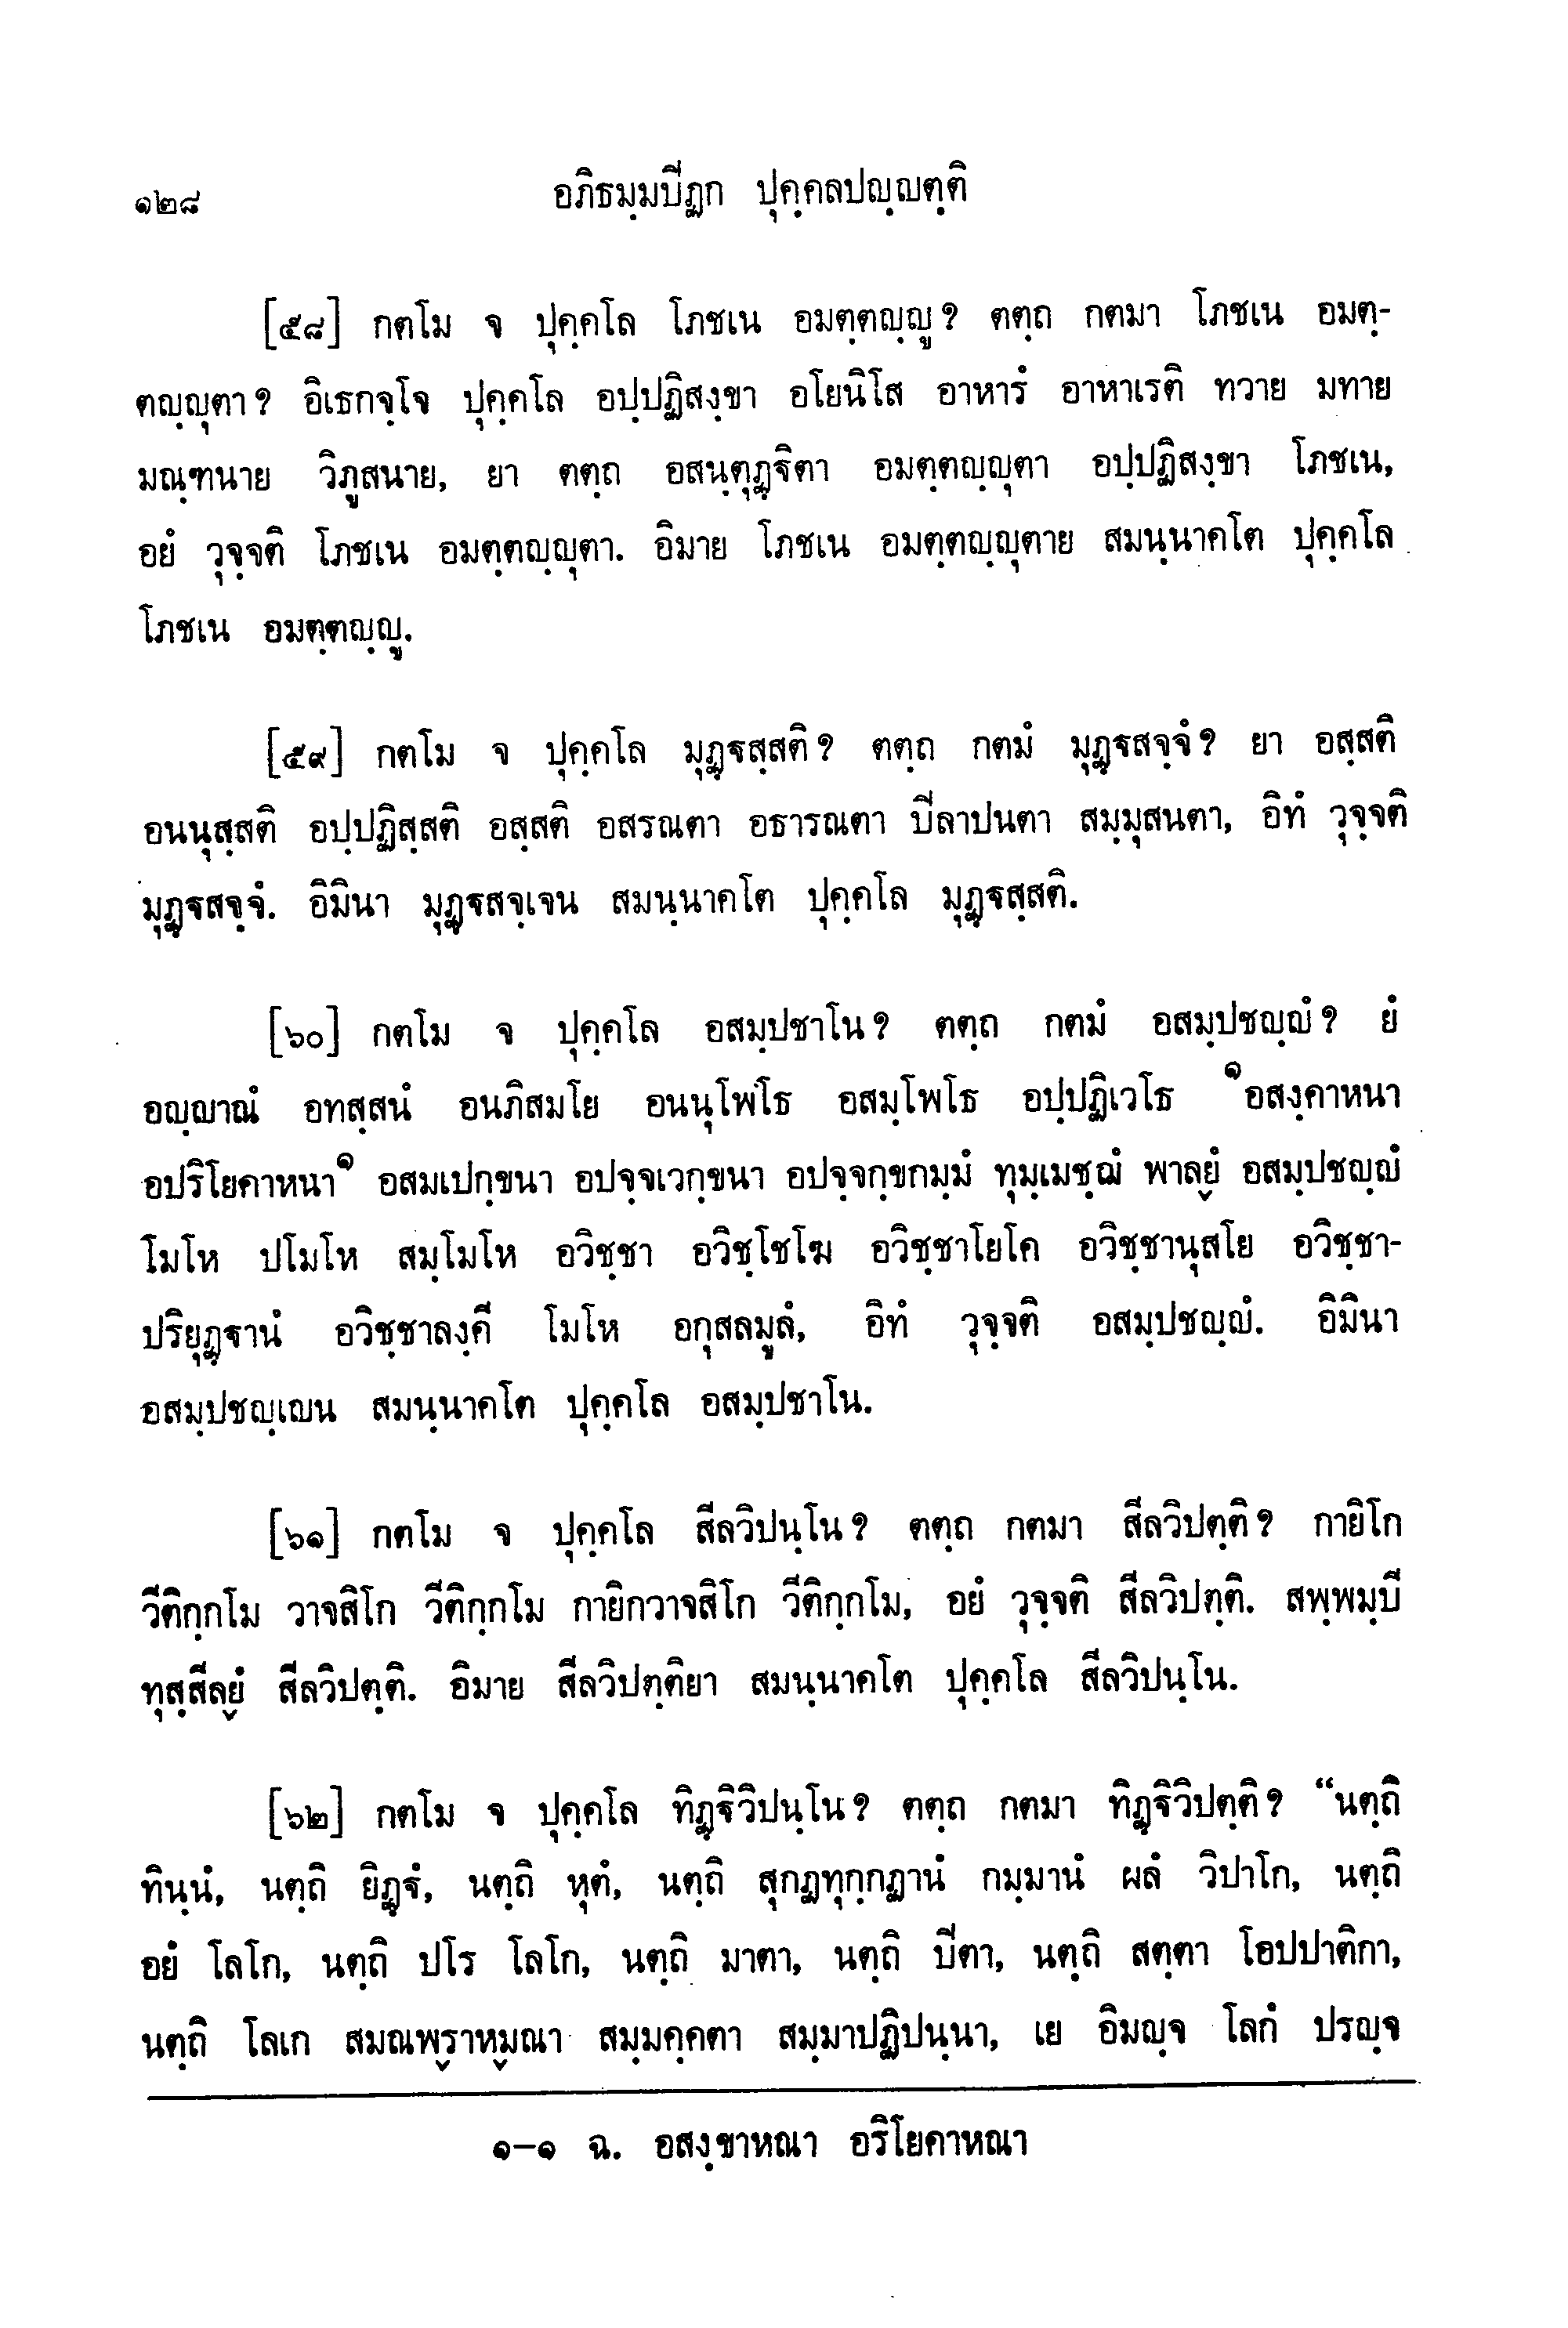 ๑๒๘ อภิธมฺมปิฏก ปุคฺคลปญฺญตฺติ
[๕๘] กตโม จ ปุคฺคโล โภชเน อมตฺตญฺญู? ตตฺถ กตมา โภชเน อมตฺ-
ตญฺญุตา? อิเธกจฺโจ ปุคฺคโล อปฺปฏิสงฺขา อโยนิโส อาหารํ อาหาเรติ ทวาย มทาย
มณฺฑนาย วิภูสนาย, ยา ตตฺถ อสนฺตุฏฺฐิตา อมตฺตญฺญุตา อปฺปฏิสงฺขา โภชเน,
อยํ วุจฺจติ โภชเน อมตฺตญฺญุตา. อิมาย โภชเน อมตฺตญฺญุตาย สมนฺนาคโต ปุคฺคโล
โภชเน อมตฺตญฺญู.
[๕๙] กตโม จ ปุคฺคโล มุฏฺฐสฺสติ? ตตฺถ กตมํ มุฏฺฐสจฺจํ? ยา อสฺสติ
อนนุสฺสติ อปฺปฏิสฺสติ อสฺสติ อสรณตา อธารณตา ปิลาปนตา สมฺมุสนตา, อิทํ วุจฺจติ
มุฏฺฐสจฺจํ. อิมินา มุฏฺฐสจฺเจน สมนฺนาคโต ปุคฺคโล มุฏฺฐสฺสติ.
[๖๐] กตโม จ ปุคฺคโล อสมฺปชาโน? ตตฺถ กตมํ อสมฺปชญฺญํ? ยํ
อญฺญาณํ อทสฺสนํ อนภิสมโย อนนุโพโธ อสมฺโพโธ อปฺปฏิเวโธ ๑อสงฺคาหนา
อปริโยคาหนา๑ อสมเปกฺขนา อปจฺจเวกฺขนา อปจฺจกฺขกมฺมํ ทุมฺเมชฺฌํ พาลฺยํ อสมฺปชญฺญํ
โมโห ปโมโห สมฺโมโห อวิชฺชา อวิชฺโชโฆ อวิชฺชาโยโค อวิชฺชานุสโย อวิชฺชา-
ปริยุฏฺฐานํ อวิชฺชาลงฺคี โมโห อกุสลมูลํ, อิทํ วุจฺจติ อสมฺปชญฺญํ. อิมินา
อสมฺปชญฺเญน สมนฺนาคโต ปุคฺคโล อสมฺปชาโน.
[๖๑] กตโม จ ปุคฺคโล สีลวิปนฺโน? ตตฺถ กตมา สีลวิปตฺติ? กายิโก
วีติกฺกโม วาจสิโก วีติกฺกโม กายิกวาจสิโก วีติกฺกโม, อยํ วุจฺจติ สีลวิปตฺติ. สพฺพมฺปิ
ทุสฺสีลฺยํ สีลวิปตฺติ. อิมาย สีลวิปตฺติยา สมนฺนาคโต ปุคฺคโล สีลวิปนฺโน.
[๖๒] กตโม จ ปุคฺคโล ทิฏฺฐิวิปนฺโน? ตตฺถ กตมา ทิฏฺฐิวิปตฺติ? “นตฺถิ
ทินฺนํ, นตฺถิ ยิฏฺฐํ, นตฺถิ หุตํ, นตฺถิ สุกฏทุกฺกฏานํ กมฺมานํ ผลํ วิปาโก, นตฺถิ
อยํ โลโก, นตฺถิ ปโร โลโก, นตฺถิ มาตา, นตฺถิ ปิตา, นตฺถิ สตฺตา โอปปาติกา,
นตฺถิ โลเก สมณพฺราหฺมณา สมฺมคฺคตา สมฺมาปฏิปนฺนา, เย อิมญฺจ โลกํ ปรญฺจ
๑-๑ ฉ. อสงฺขาหณา อริโยคาหณา